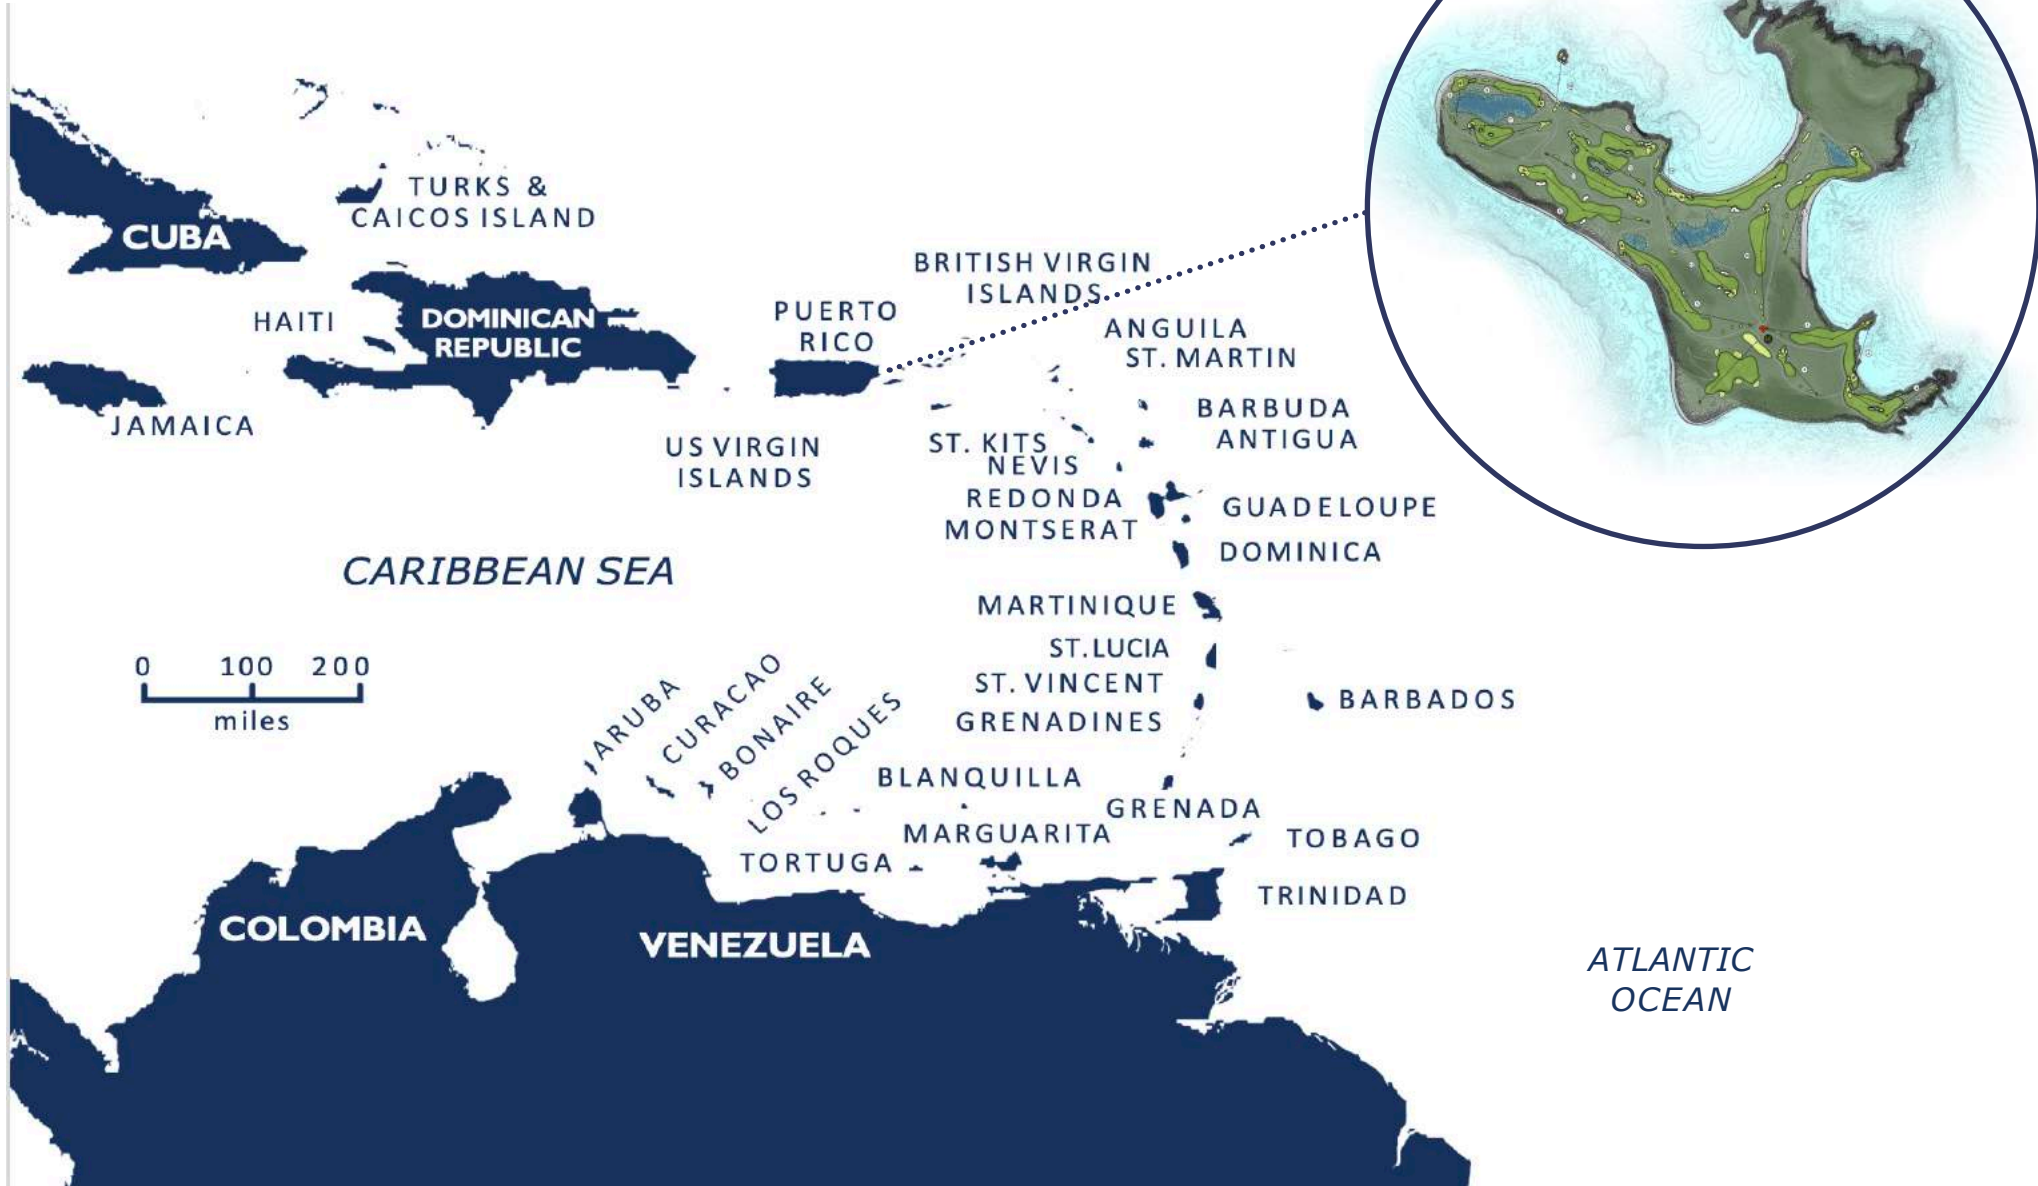 TURKS &
CAICOS ISLAND
CUBA
BRITISH VIRGIN
ISLANDS
HAITI
DOMINICAN
REPUBLIC
PUERTO
RICO
ANGUILA
ST. MARTIN
JAMAICA
US VIRGIN
ISLANDS
BARBUDA
ANTIGUA
ST. KITS
NEVIS
REDONDA
MONTSERAT
GUADELOUPE
DOMINICA
CARIBBEAN SEA
MARTINIQUE
ST.LUCIA
ST. VINCENT
GRENADINES
BARBADOS
0 100 200
miles
ARUBA
CURACAO
BONAIRE
LOS ROQUES
BLANQUILLA
GRENADA
MARGUARITA
TORTUGA
TOBAGO
TRINIDAD
COLOMBIA
VENEZUELA
ATLANTIC
OCEAN